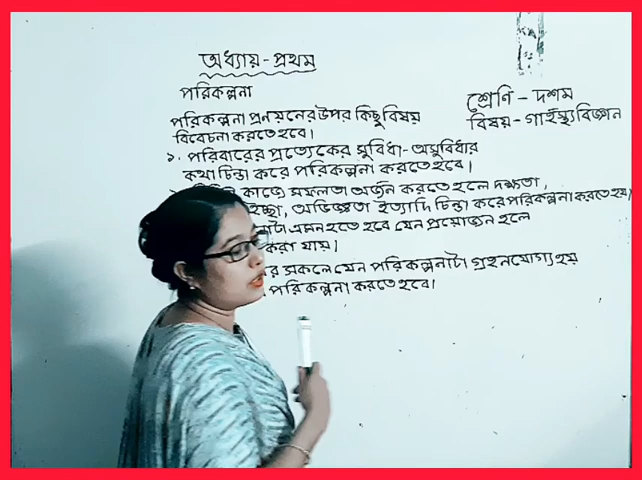 অধ্যায় - প্রথম
পরিকল্পনা
শ্রেণি - দশম
বিষয় - গার্হস্থ্য বিজ্ঞান
পরিকল্পনা প্রণয়নের উপর কিছু বিষয়
বিবেচনা করতে হবে।
১. পরিবারের প্রত্যেকের সুবিধা-অসুবিধার
কথা চিন্তা করে পরিকল্পনা করতে হবে।
কাজে সফলতা অর্জন করতে হলে দক্ষতা,
ইচ্ছা, অভিজ্ঞতা ইত্যাদি চিন্তা করে পরিকল্পনা করতে হয়।
এমন হতে হবে যেন প্রয়োজন হলে
করা যায়।
সকলে যেন পরিকল্পনাটা গ্রহনযোগ্য হয়
পরিকল্পনা করতে হবে।